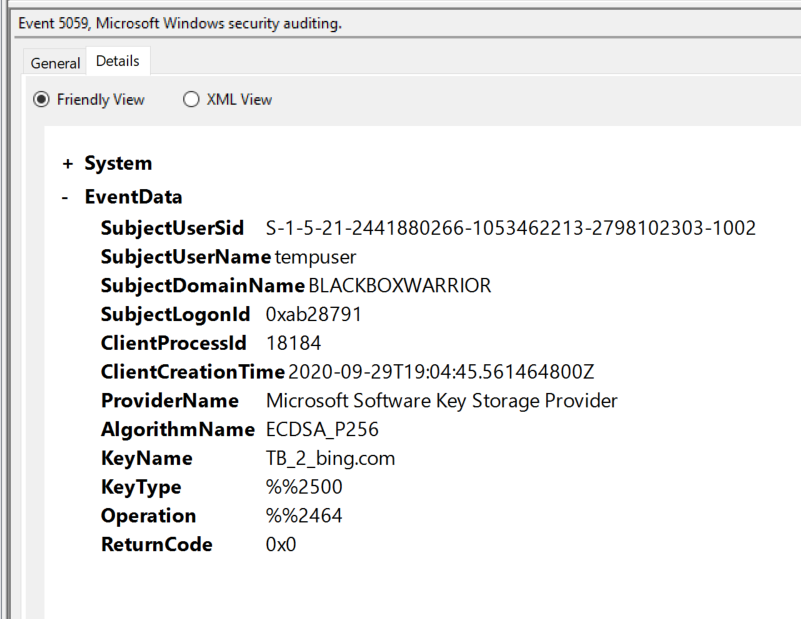 Event 5059, Microsoft Windows security auditing.
General Details
Friendly View XML View
+ System
- EventData
SubjectUserSid S-1-5-21-2441880266-1053462213-2798102303-1002
SubjectUserName tempuser
SubjectDomainName BLACKBOXWARRIOR
SubjectLogonId 0xab28791
ClientProcessId 18184
ClientCreationTime 2020-09-29T19:04:45.561464800Z
ProviderName Microsoft Software Key Storage Provider
AlgorithmName ECDSA_P256
KeyName TB_2_bing.com
KeyType %%2500
Operation %%2464
ReturnCode 0x0